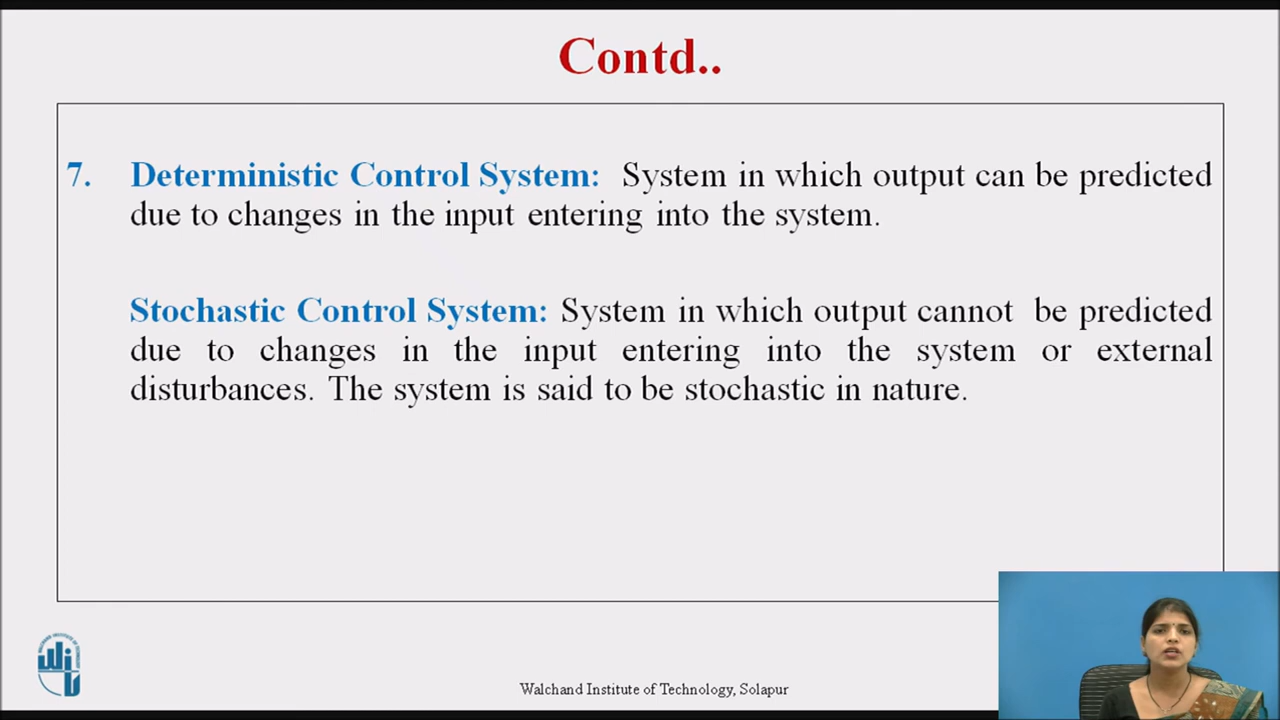 Contd..
7. Deterministic Control System: System in which output can be predicted
due to changes in the input entering into the system.
Stochastic Control System: System in which output cannot be predicted
due to changes in the input entering into the system or external
disturbances. The system is said to be stochastic in nature.
Walchand Institute of Technology, Solapur